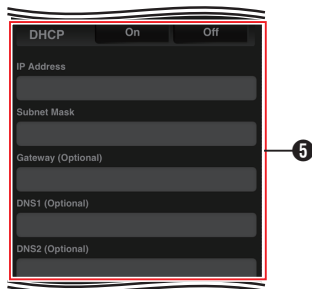 DHCP On Off
IP Address
Subnet Mask
Gateway (Optional)
DNS1 (Optional)
DNS2 (Optional)
5